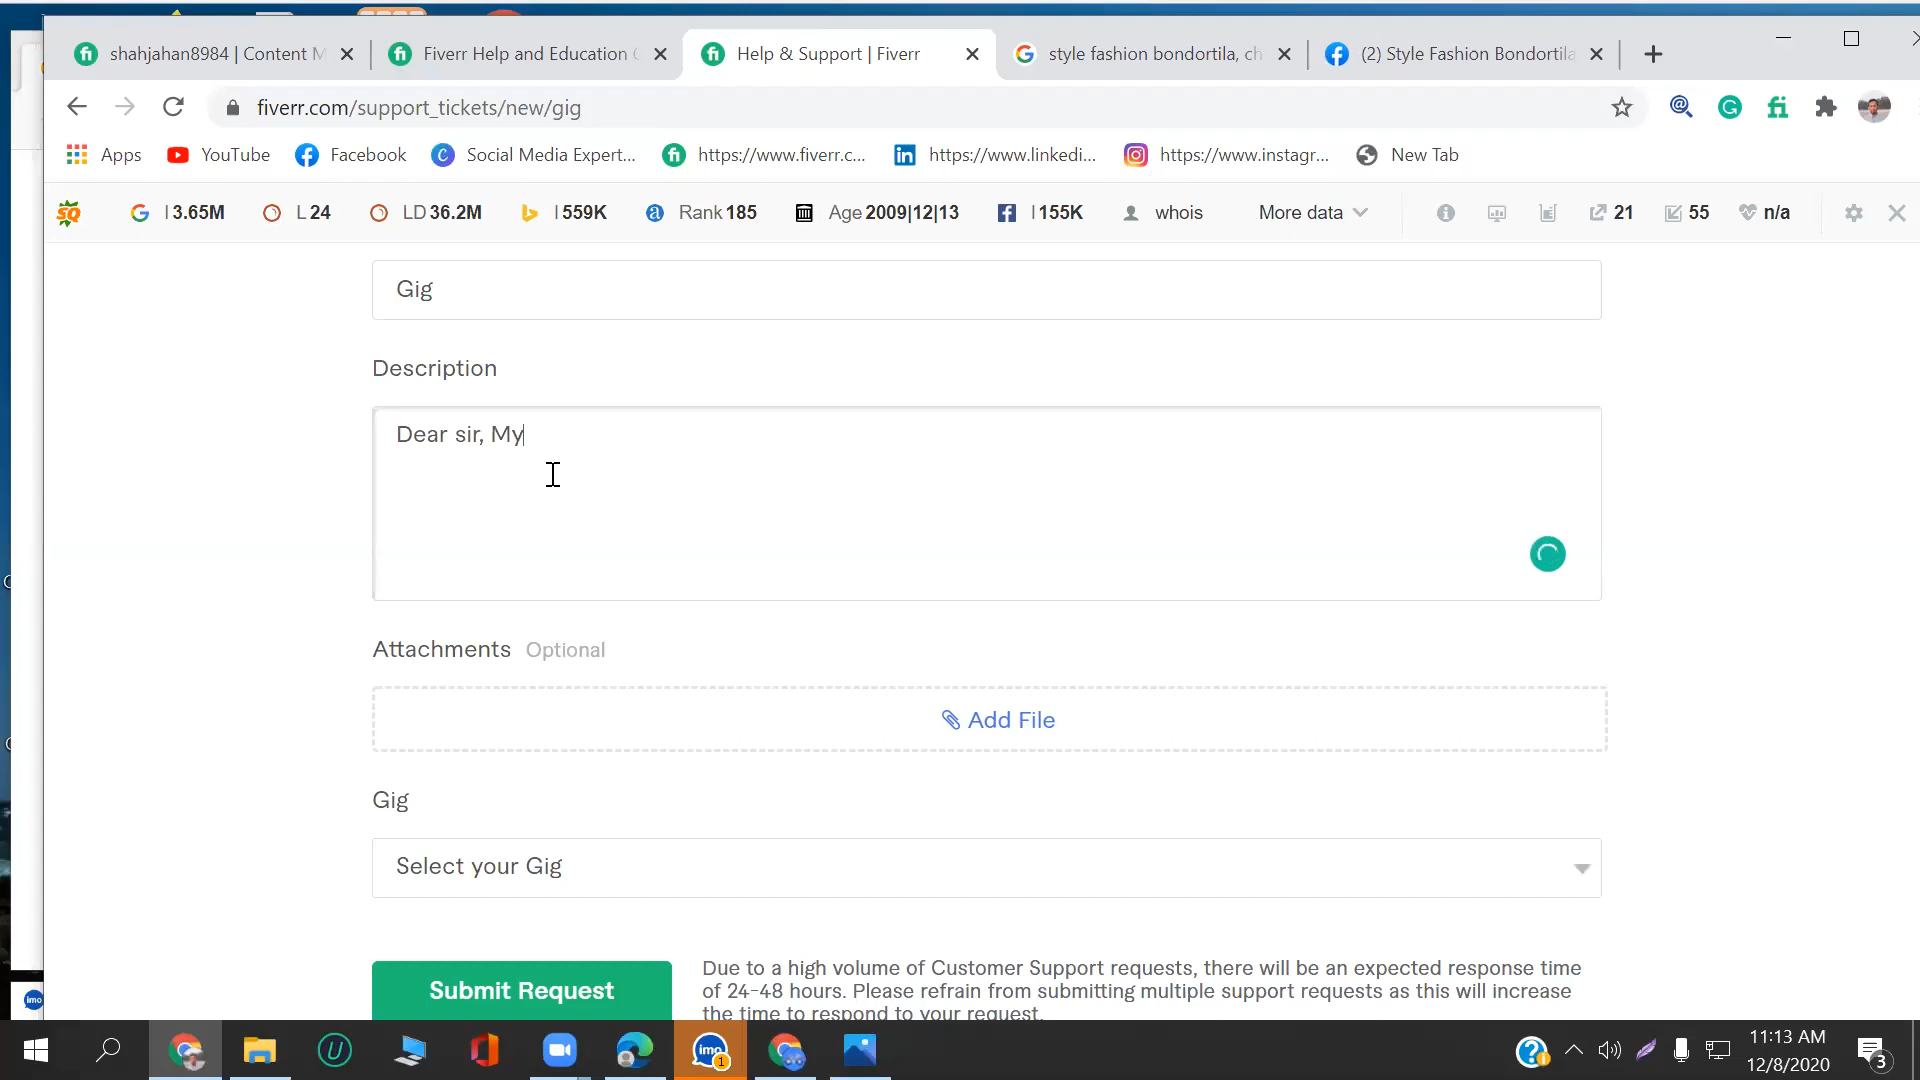 shahjahan8984 | Content M
Fiverr Help and Education
Help & Support | Fiverr
style fashion bondortila, ch
(2) Style Fashion Bondortila
fiverr.com/support_tickets/new/gig
Apps
YouTube
Facebook
Social Media Expert...
https://www.fiverr.c...
https://www.linkedi...
https://www.instagr...
New Tab
SQ
I 3.65M
L 24
LD 36.2M
I 559K
Rank 185
Age 2009|12|13
I 155K
whois
More data
21
55
n/a
Gig
Description
Dear sir, My
Attachments Optional
Add File
Gig
Select your Gig
Submit Request
Due to a high volume of Customer Support requests, there will be an expected response time
of 24-48 hours. Please refrain from submitting multiple support requests as this will increase
the time to respond to your request.
imo
imo
1
11:13 AM
12/8/2020
3